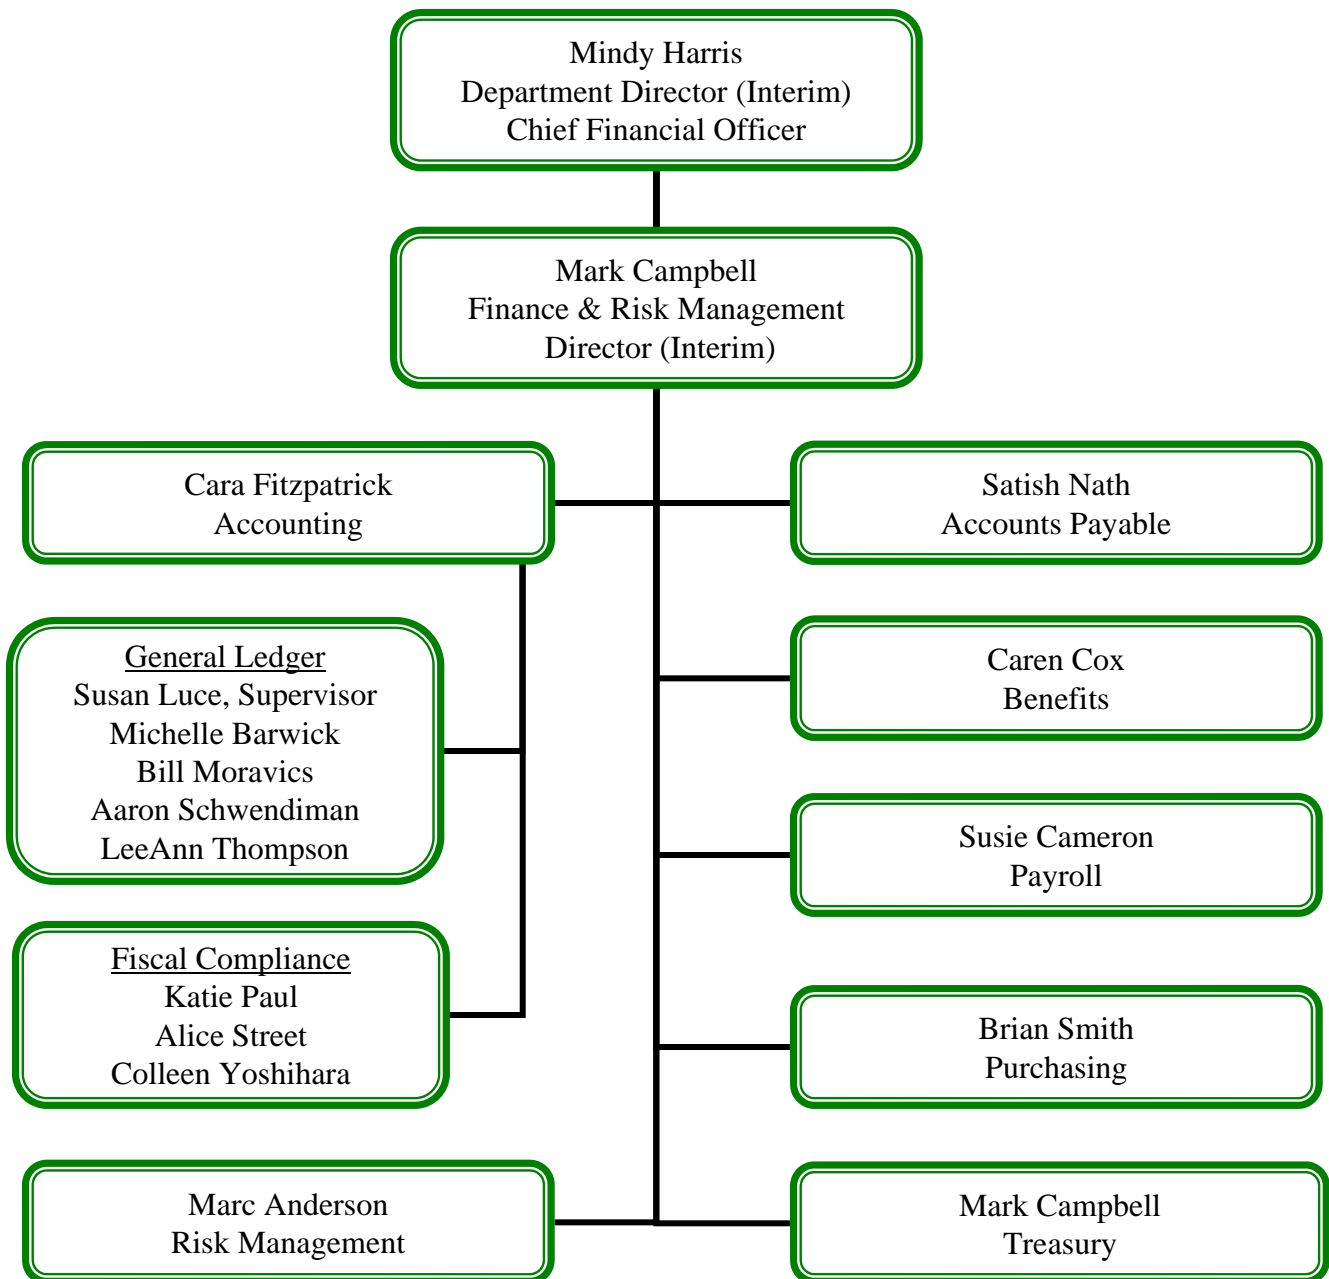 Mindy Harris
Department Director (Interim)
Chief Financial Officer
Mark Campbell
Finance & Risk Management
Director (Interim)
Cara Fitzpatrick
Accounting
Satish Nath
Accounts Payable
General Ledger
Susan Luce, Supervisor
Michelle Barwick
Bill Moravics
Aaron Schwendiman
LeeAnn Thompson
Caren Cox
Benefits
Susie Cameron
Payroll
Fiscal Compliance
Katie Paul
Alice Street
Colleen Yoshihara
Brian Smith
Purchasing
Marc Anderson
Risk Management
Mark Campbell
Treasury